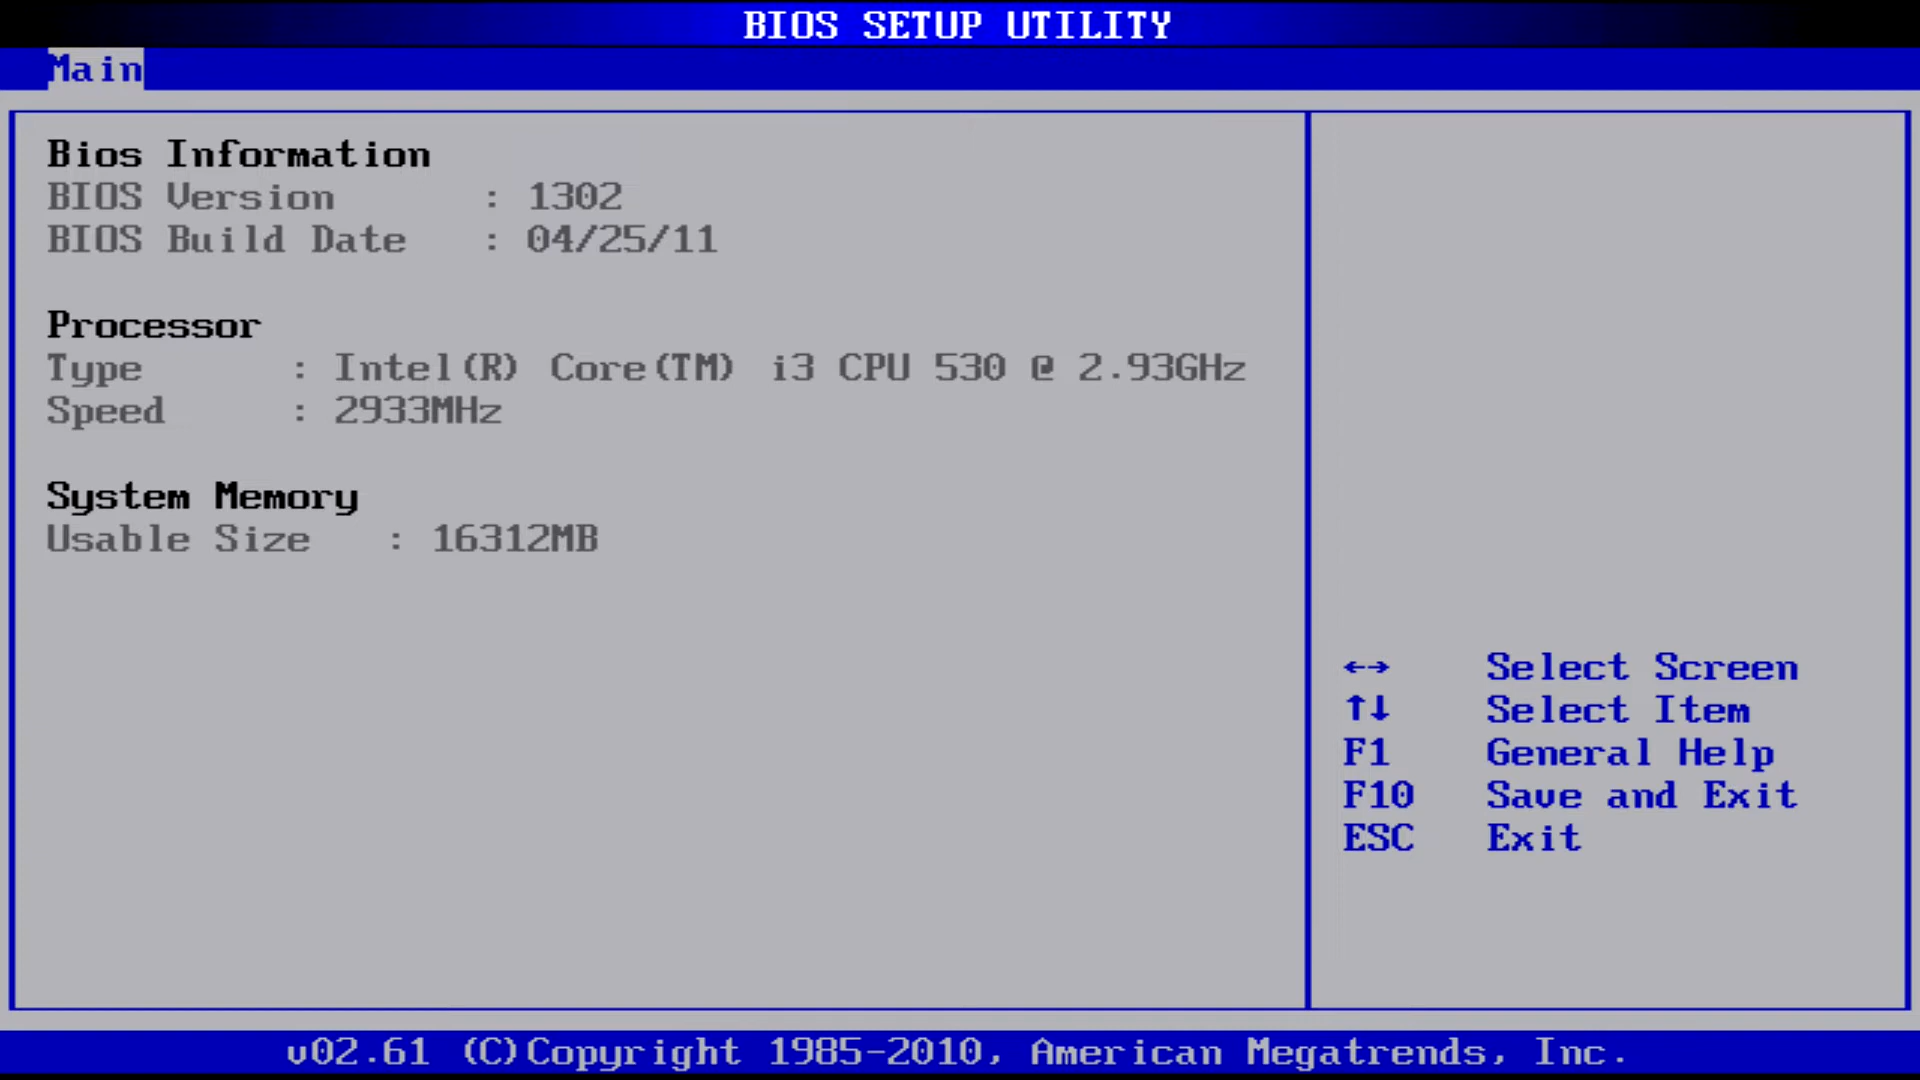 BIOS SETUP UTILITY
Main
Bios Information
BIOS Version : 1302
BIOS Build Date : 04/25/11
Processor
Type : Intel(R) Core(TM) i3 CPU 530 @ 2.93GHz
Speed : 2933MHz
System Memory
Usable Size : 16312MB
←→ Select Screen
↑↓ Select Item
F1 General Help
F10 Save and Exit
ESC Exit
v02.61 (C)Copyright 1985-2010, American Megatrends, Inc.